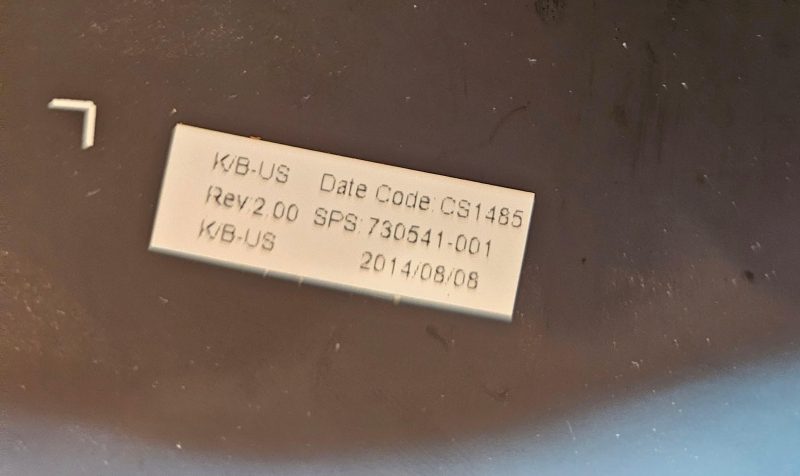 K/B-US Date Code:CS1485
Rev:2.00 SPS:730541-001
K/B-US 2014/08/08